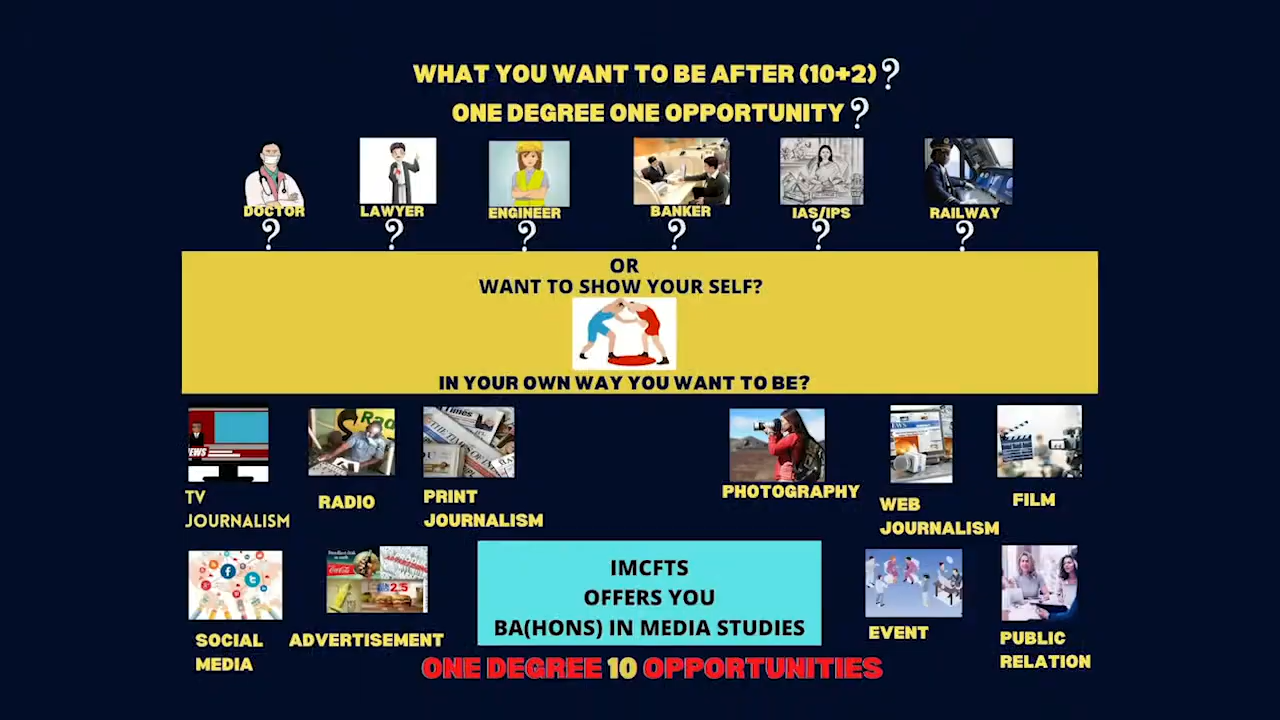 WHAT YOU WANT TO BE AFTER (10+2)?
ONE DEGREE ONE OPPORTUNITY?
DOCTOR LAWYER ENGINEER BANKER IAS/IPS RAILWAY
? ? ? ? ? ?
OR
WANT TO SHOW YOUR SELF?
IN YOUR OWN WAY YOU WANT TO BE?
TV
JOURNALISM
RADIO
PRINT
JOURNALISM
PHOTOGRAPHY
WEB
JOURNALISM
FILM
SOCIAL
MEDIA
ADVERTISEMENT
IMCFTS
OFFERS YOU
BA(HONS) IN MEDIA STUDIES
EVENT
PUBLIC
RELATION
ONE DEGREE 10 OPPORTUNITIES